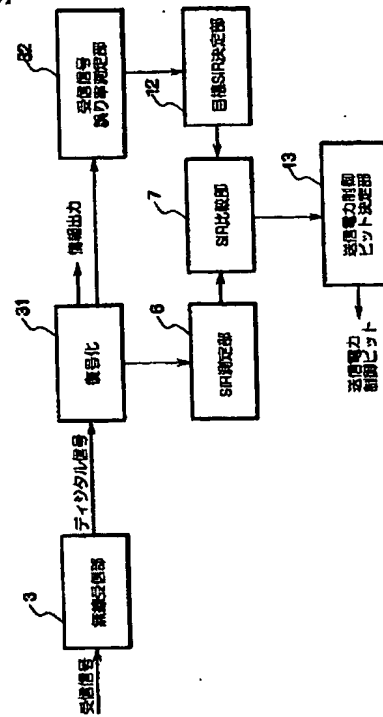 受信信号
3
無線受信部
ディジタル信号
31
復号化
情報出力
32
受信信号
誤り率測定部
12
目標SIR決定部
6
SIR測定部
7
SIR比較部
13
送信電力制御
ビット決定部
送信電力
制御ビット